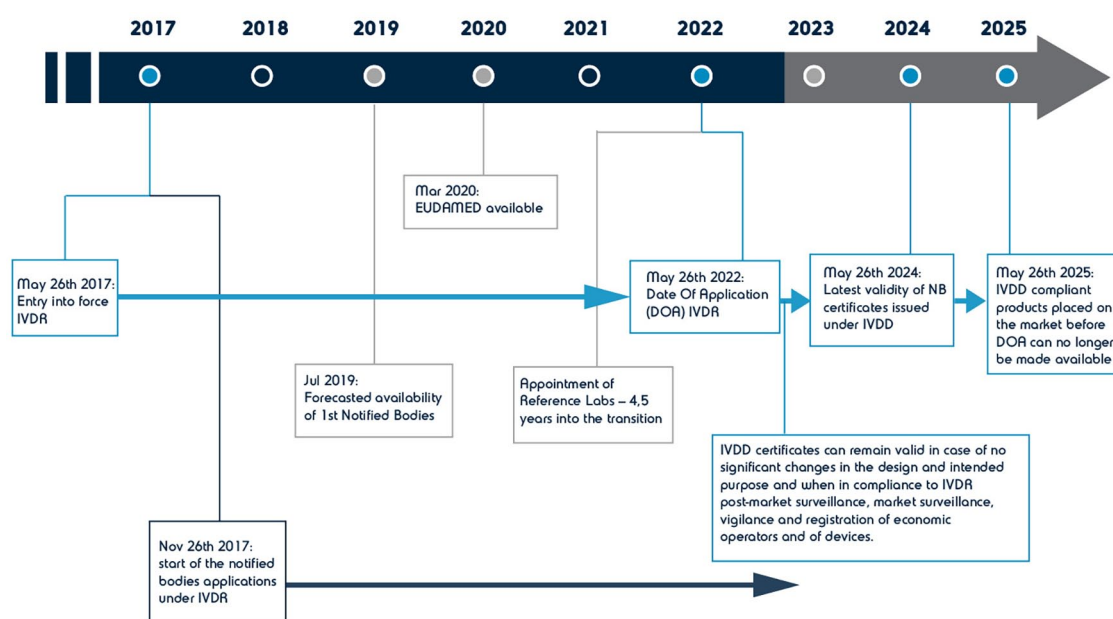 2017
2018
2019
2020
2021
2022
2023
2024
2025
Mar 2020:
EUDAMED available
May 26th 2017:
Entry into force
IVDR
May 26th 2022:
Date Of Application
(DOA) IVDR
May 26th 2024:
Latest validity of NB
certificates issued
under IVDD
May 26th 2025:
IVDD compliant
products placed on
the market before
DOA can no longer
be made available
Jul 2019:
Forecasted availability
of 1st Notified Bodies
Appointment of
Reference Labs – 4,5
years into the transition
IVDD certificates can remain valid in case of no
significant changes in the design and intended
purpose and when in compliance to IVDR
post-market surveillance, market surveillance,
vigilance and registration of economic
operators and of devices.
Nov 26th 2017:
start of the notified
bodies applications
under IVDR